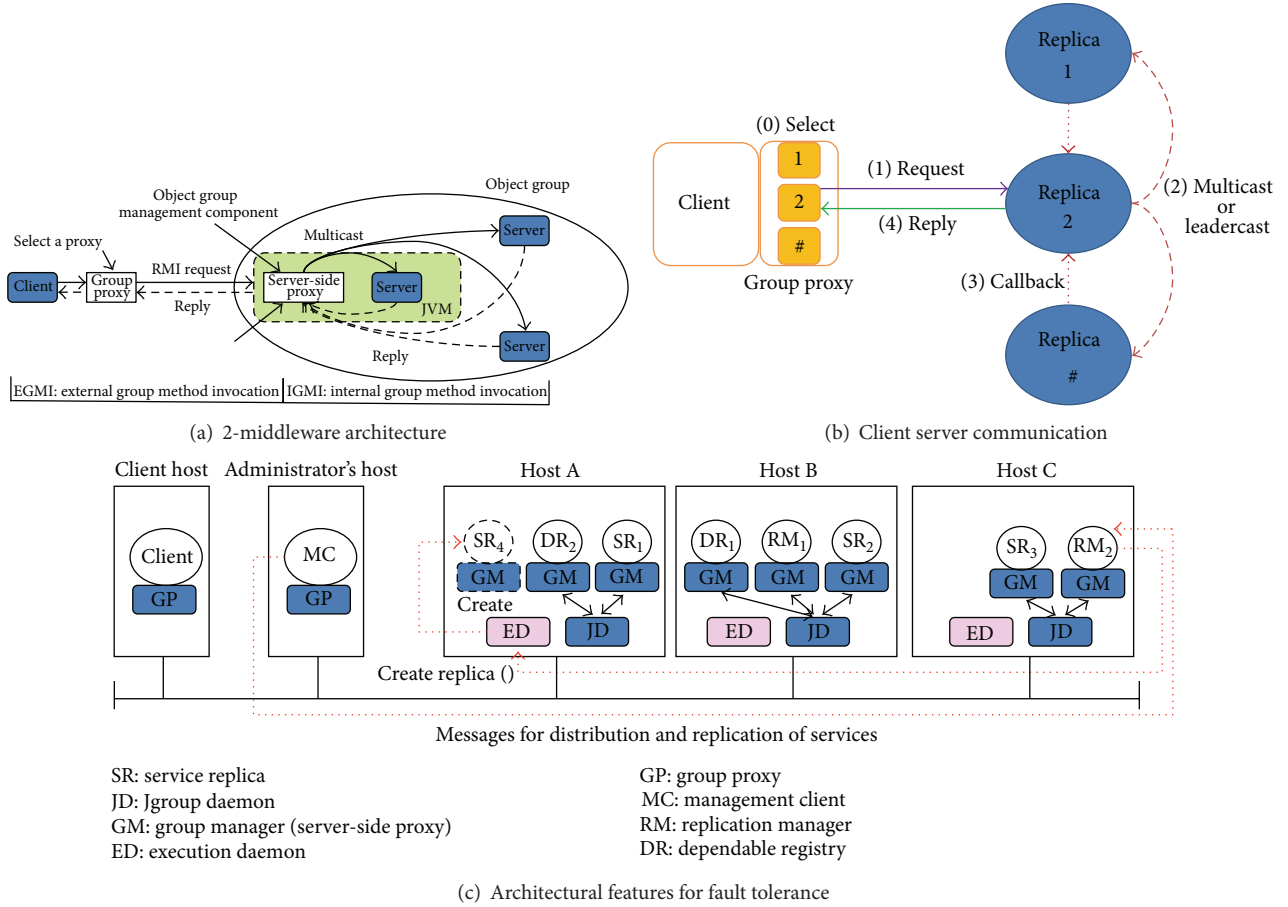 Object group
management component
Object group
Select a proxy
Multicast
Server
Client
Group
proxy
RMI request
Reply
Server-side
proxy
Server
JVM
Reply
Server
EGMI: external group method invocation
IGMI: internal group method invocation
(a) 2-middleware architecture
Replica
1
(0) Select
Client
1
2
#
Group proxy
(1) Request
(4) Reply
Replica
2
(2) Multicast
or
leadercast
(3) Callback
Replica
#
(b) Client server communication
Client host
Administrator's host
Host A
Host B
Host C
Client
GP
MC
GP
SR4
DR2
SR1
GM
GM
GM
Create
ED
JD
DR1
RM1
SR2
GM
GM
GM
ED
JD
SR3
RM2
GM
GM
ED
JD
Create replica ()
Messages for distribution and replication of services
SR: service replica
JD: Jgroup daemon
GM: group manager (server-side proxy)
ED: execution daemon
GP: group proxy
MC: management client
RM: replication manager
DR: dependable registry
(c) Architectural features for fault tolerance